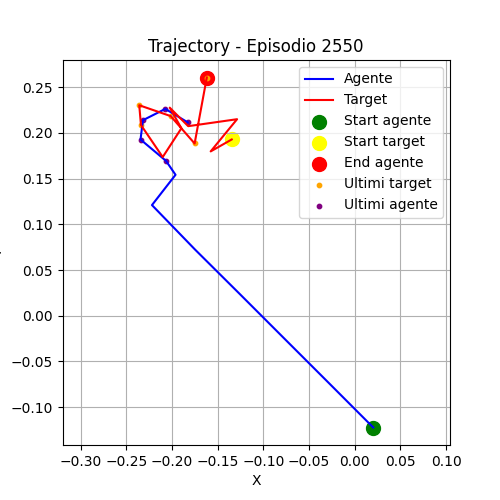 Trajectory - Episodio 2550
Agente
Target
Start agente
Start target
End agente
Ultimi target
Ultimi agente
0.25
0.20
0.15
0.10
0.05
0.00
−0.05
−0.10
−0.30 −0.25 −0.20 −0.15 −0.10 −0.05 0.00 0.05 0.10
X